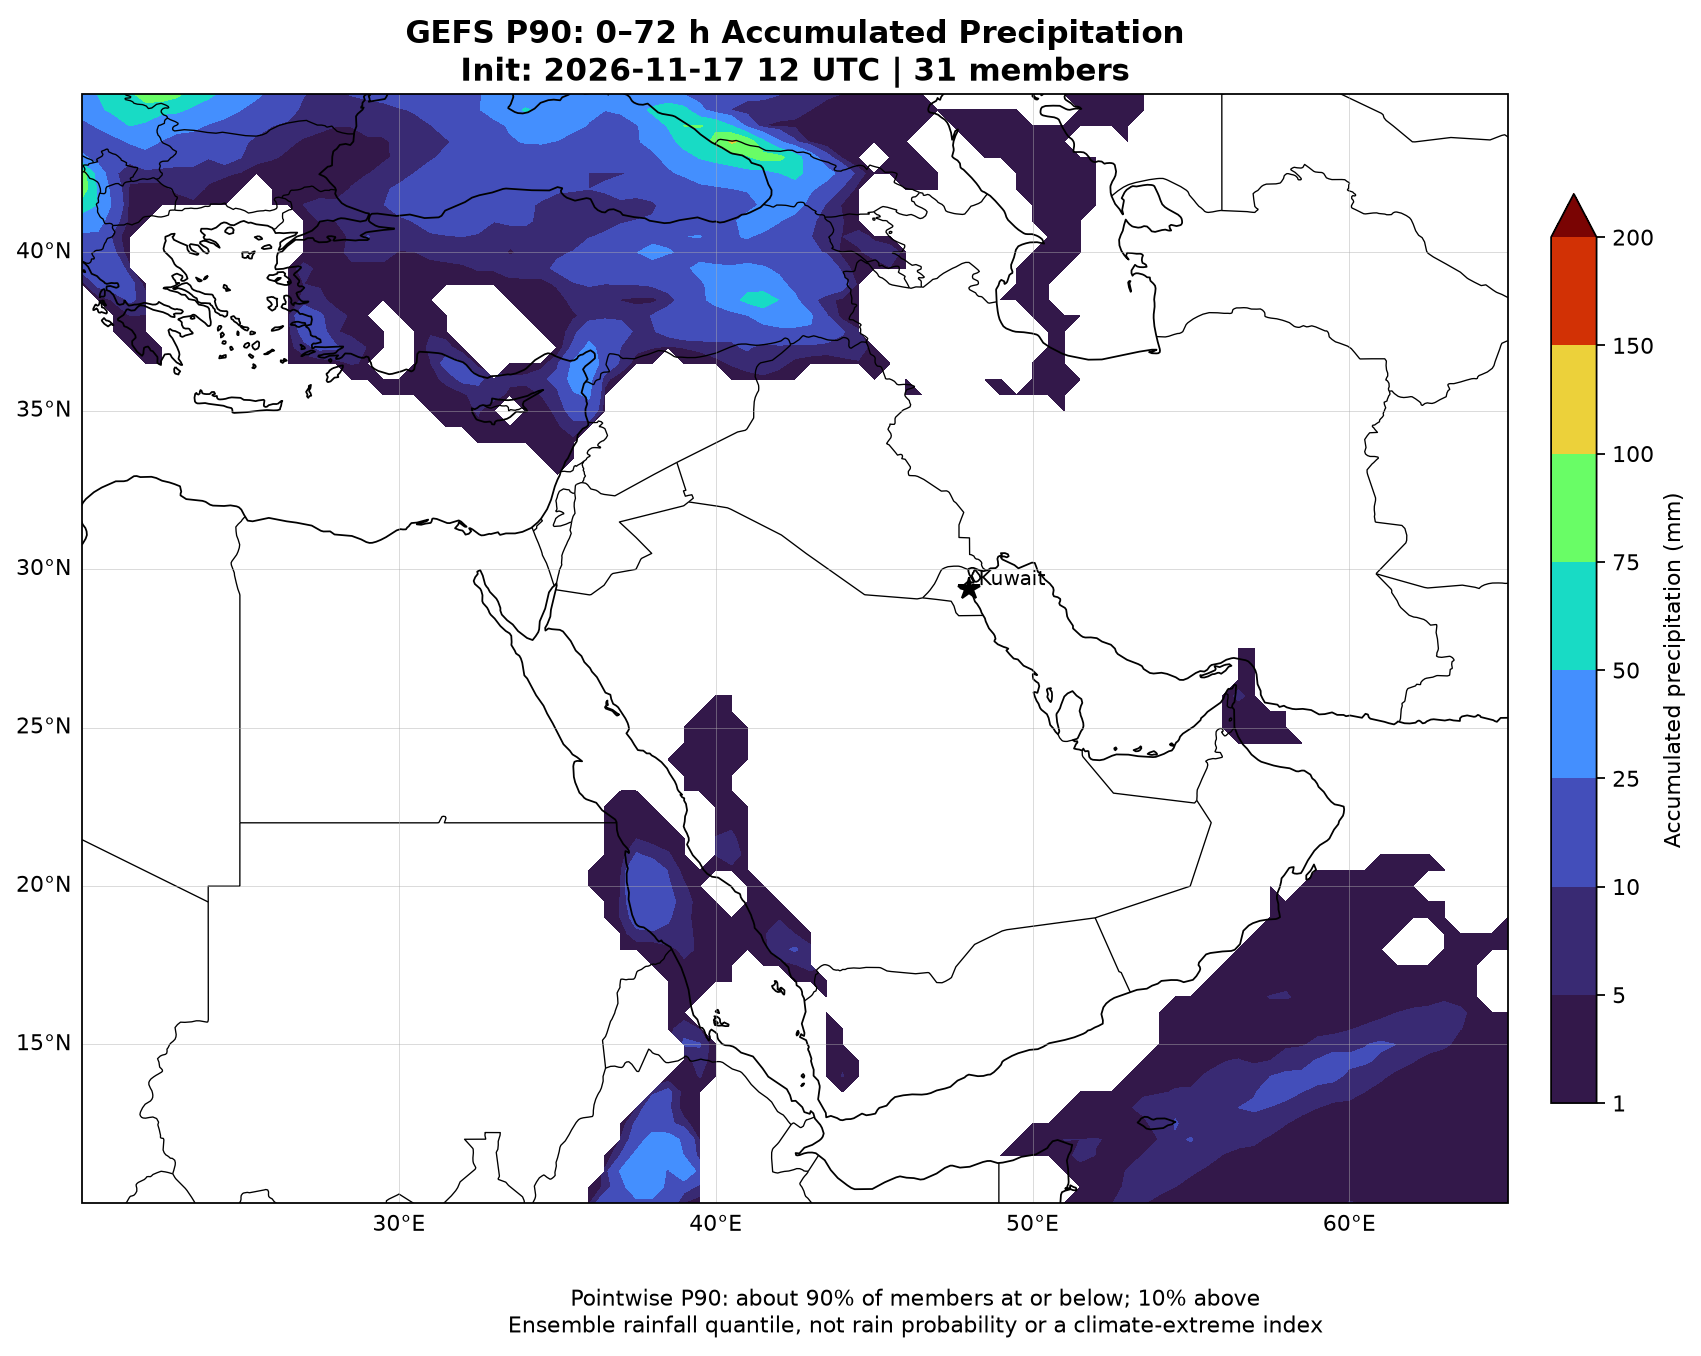 GEFS P90: 0–72 h Accumulated Precipitation
Init: 2026-11-17 12 UTC | 31 members
40°N
35°N
30°N
25°N
20°N
15°N
Kuwait
30°E
40°E
50°E
60°E
200
150
100
75
50
25
10
5
1
Accumulated precipitation (mm)
Pointwise P90: about 90% of members at or below; 10% above
Ensemble rainfall quantile, not rain probability or a climate-extreme index